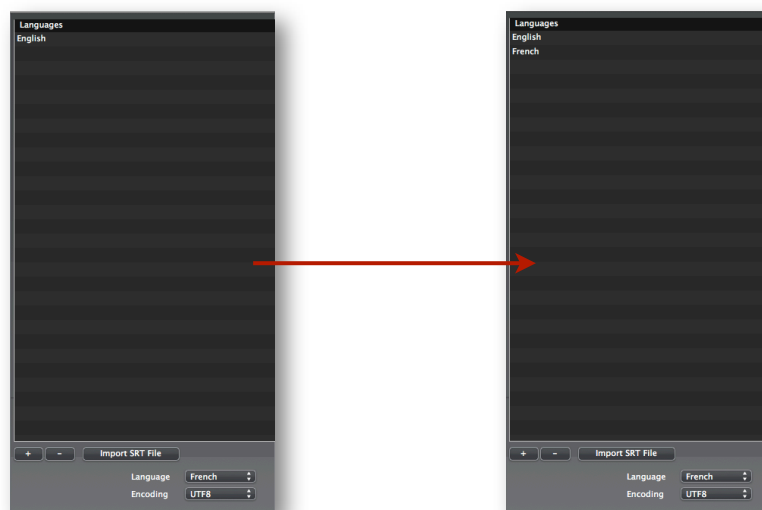 Languages
English
+ - Import SRT File
Language French
Encoding UTF8
Languages
English
French
+ - Import SRT File
Language French
Encoding UTF8